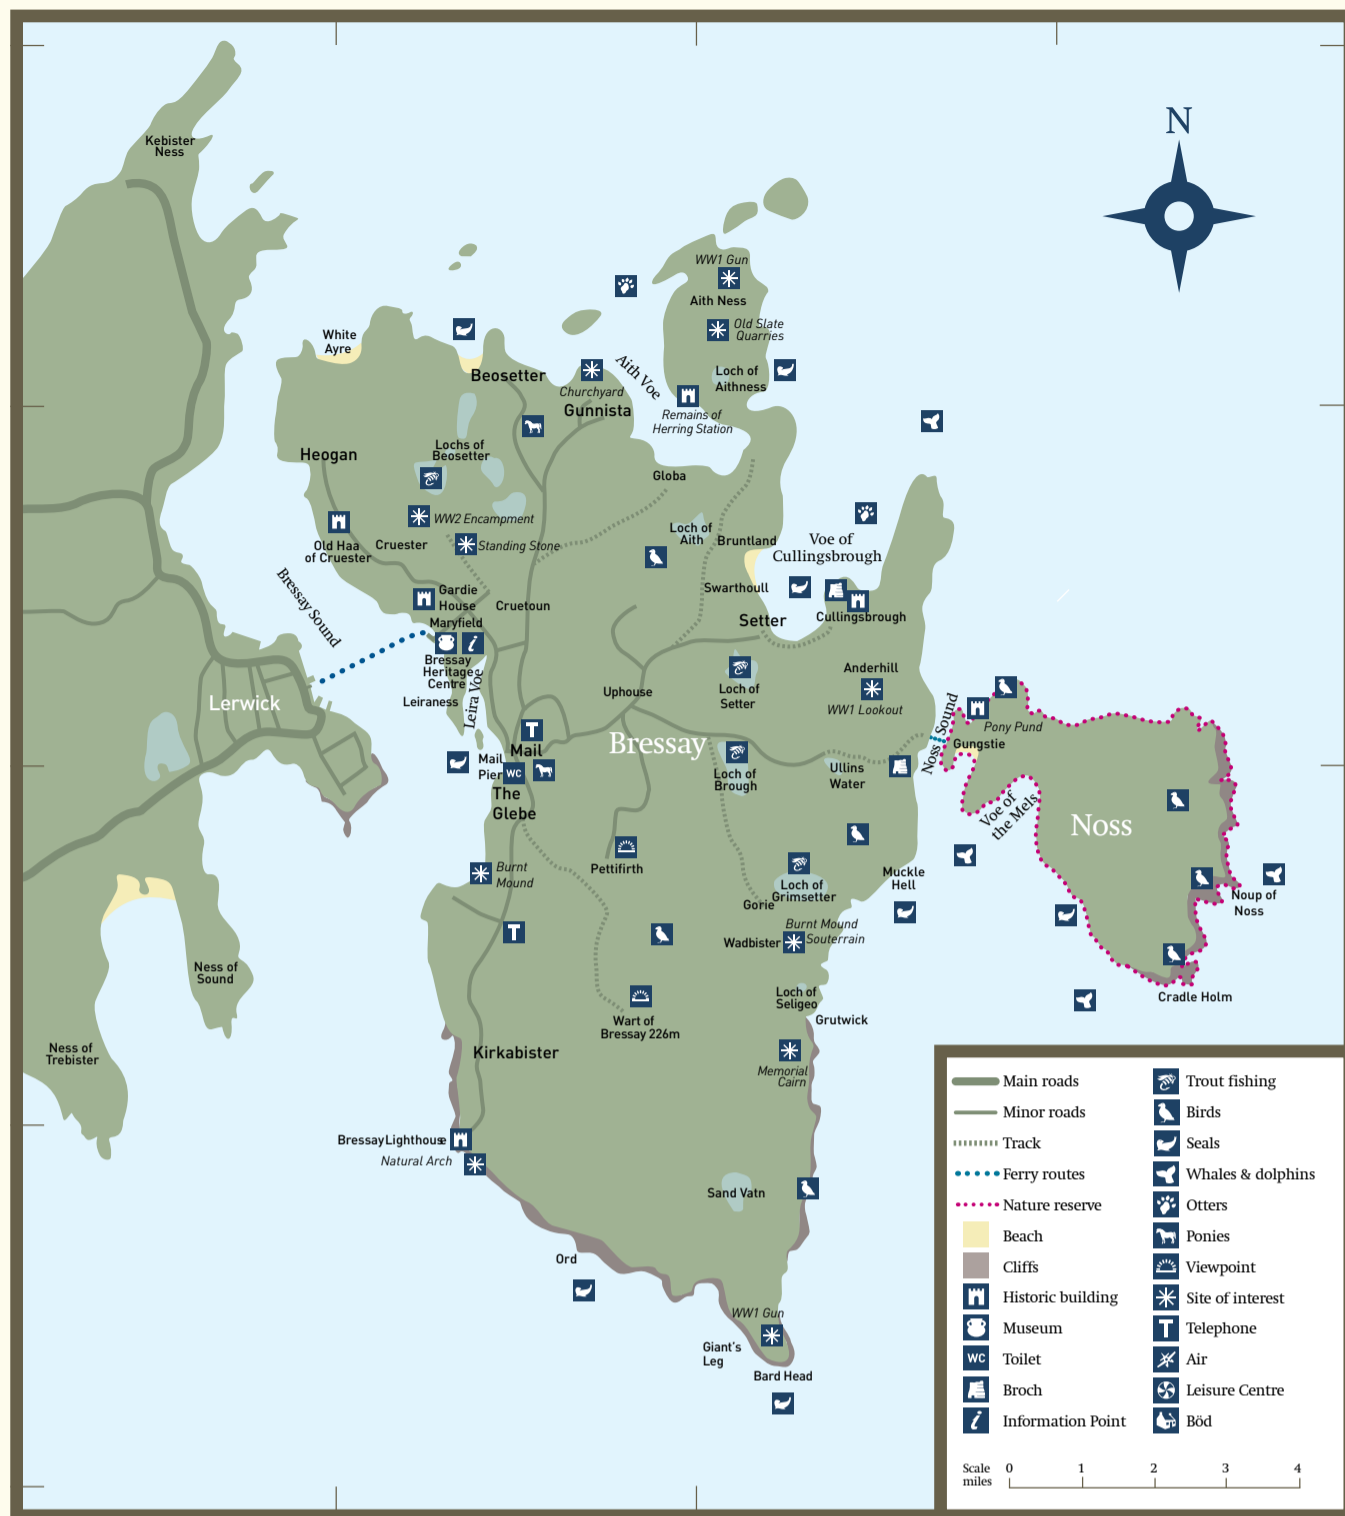 N
Kebister
Ness
WW1 Gun
Aith Ness
Old Slate
Quarries
White
Ayre
Aith Voe
Loch of
Aithness
Beosetter
Churchyard
Gunnista
Remains of
Herring Station
Heogan
Lochs of
Beosetter
Globa
WW2 Encampment
Old Haa
of Cruester
Cruester
Standing Stone
Loch of
Aith
Bruntland
Voe of
Cullingsbrough
Bressay Sound
Gardie
House
Cruetoun
Swarthoull
Setter
Cullingsbrough
Maryfield
i
Bressay
Heritage
Centre
Leira Voe
Leiraness
Lerwick
Uphouse
Loch of
Setter
Anderhill
WW1 Lookout
Noss Sound
Pony Pund
Gungstie
T
Mail
Bressay
Mail
Pier
WC
The
Glebe
Loch of
Brough
Ullins
Water
Voe of
the Mels
Noss
Pettifirth
Burnt
Mound
Loch of
Grimsetter
Gorie
Muckle
Hell
Noup of
Noss
T
Burnt Mound
Souterrain
Wadbister
Ness of
Sound
Loch of
Seligeo
Cradle Holm
Wart of
Bressay 226m
Grutwick
Ness of
Trebister
Kirkabister
Memorial
Cairn
Bressay Lighthouse
Natural Arch
Sand Vatn
Ord
WW1 Gun
Giant's
Leg
Bard Head
Main roads
Minor roads
Track
Ferry routes
Nature reserve
Beach
Cliffs
Historic building
Museum
WC Toilet
Broch
i Information Point
Trout fishing
Birds
Seals
Whales & dolphins
Otters
Ponies
Viewpoint
Site of interest
T Telephone
Air
Leisure Centre
Böd
Scale
miles
0 1 2 3 4